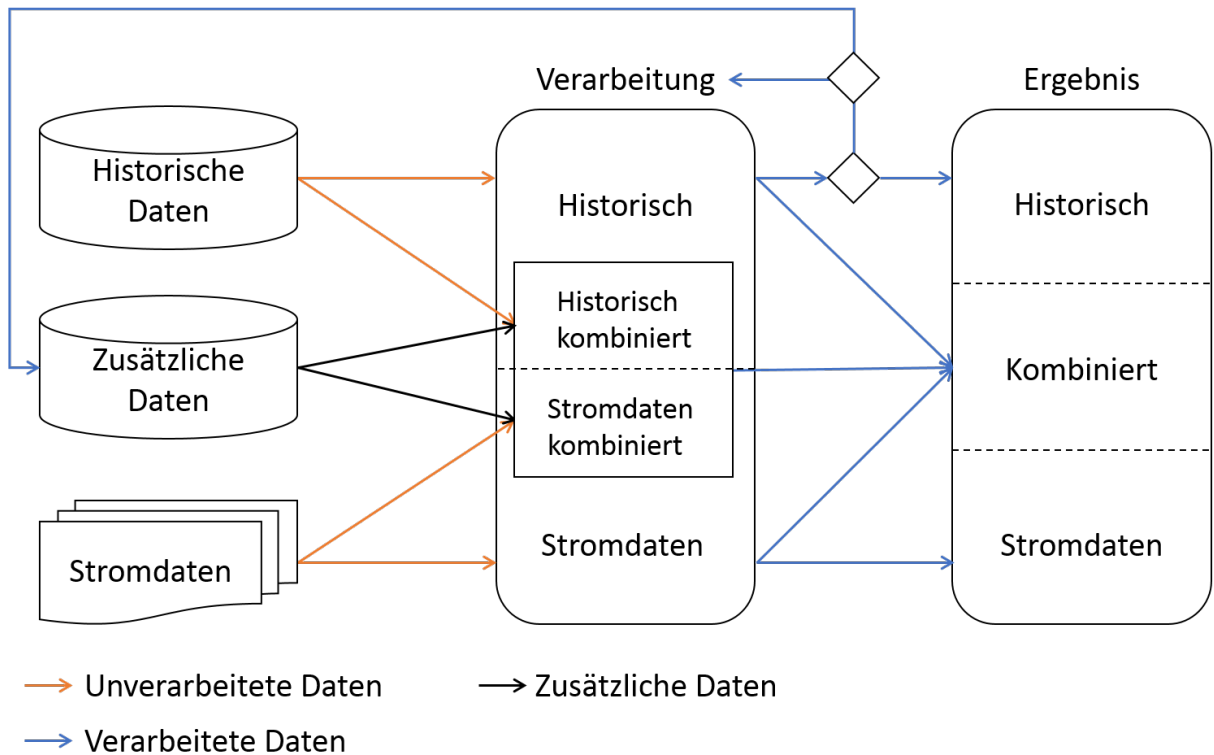 Verarbeitung
Ergebnis
Historische
Daten
Historisch
Historisch
Historisch
kombiniert
Zusätzliche
Daten
Kombiniert
Stromdaten
kombiniert
Stromdaten
Stromdaten
Stromdaten
Unverarbeitete Daten
Zusätzliche Daten
Verarbeitete Daten